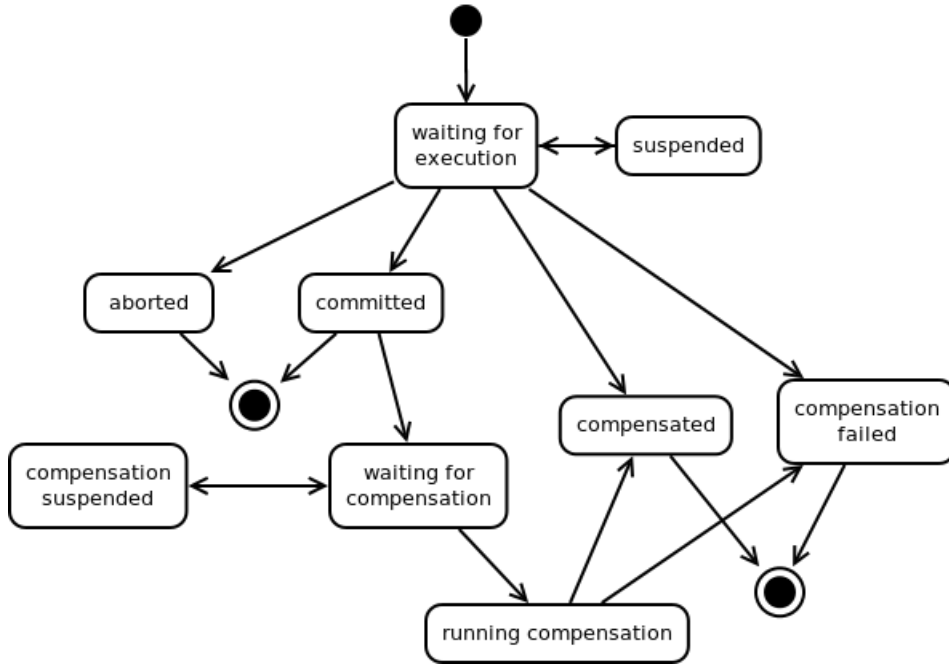 waiting for
execution
suspended
aborted
committed
compensated
compensation
failed
compensation
suspended
waiting for
compensation
running compensation